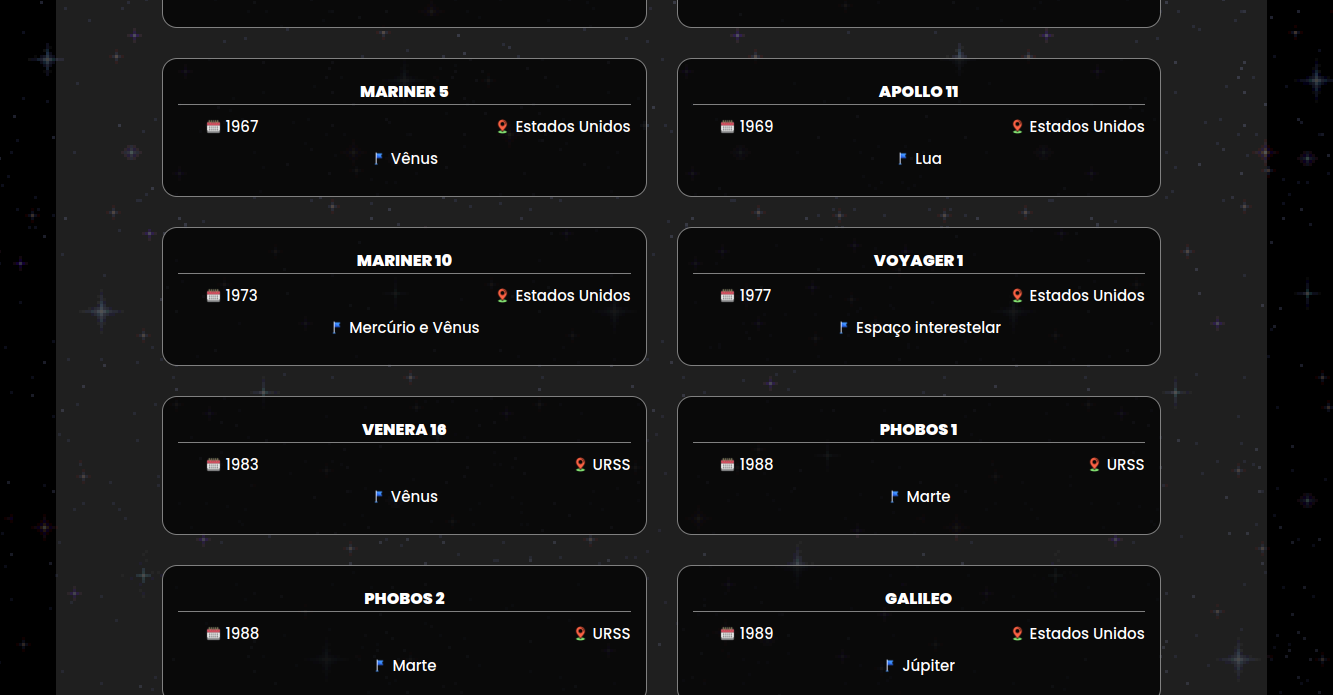 MARINER 5
1967
Estados Unidos
Vênus
APOLLO 11
1969
Estados Unidos
Lua
MARINER 10
1973
Estados Unidos
Mercúrio e Vênus
VOYAGER 1
1977
Estados Unidos
Espaço interestelar
VENERA 16
1983
URSS
Vênus
PHOBOS 1
1988
URSS
Marte
PHOBOS 2
1988
URSS
Marte
GALILEO
1989
Estados Unidos
Júpiter